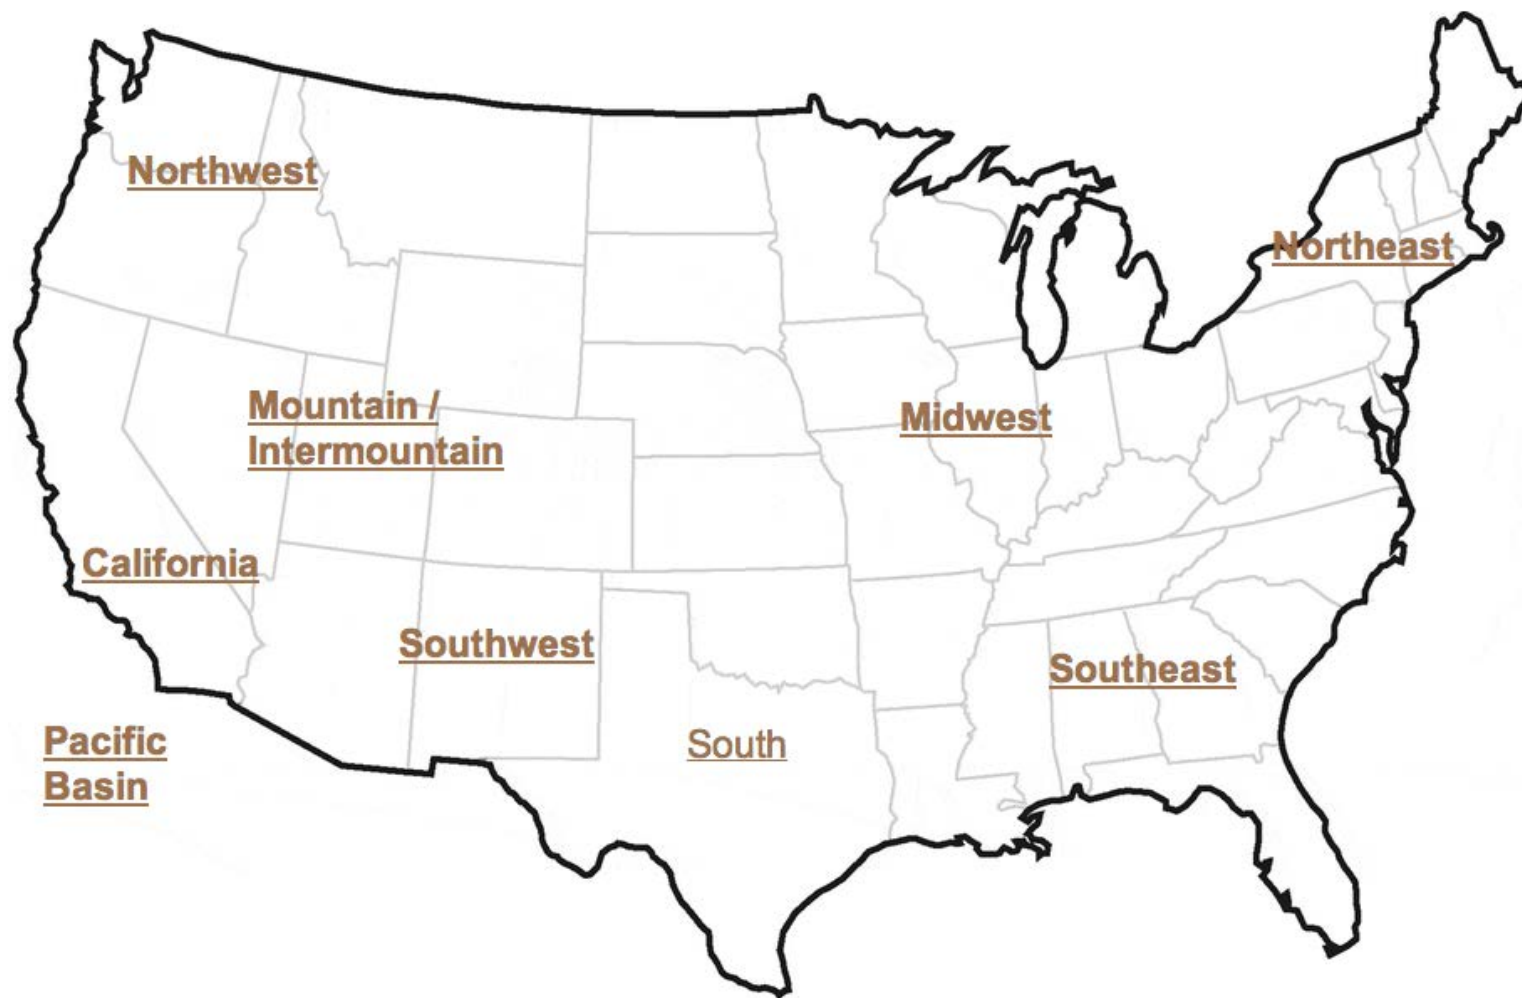 Northwest
Northeast
Mountain /
Intermountain
Midwest
California
Southwest
Southeast
South
Pacific
Basin